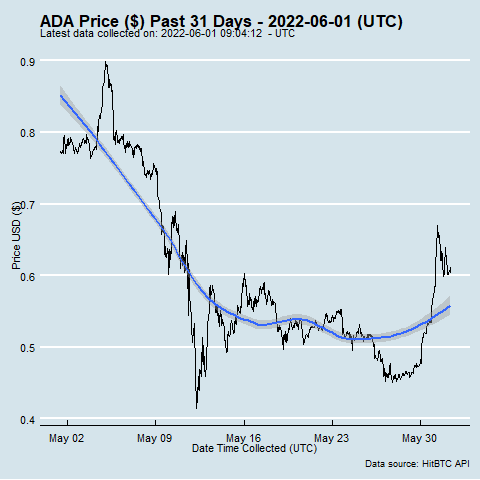 ADA Price ($) Past 31 Days - 2022-06-01 (UTC)
Latest data collected on: 2022-06-01 09:04:12 - UTC
0.9
0.8
0.7
0.6
0.5
0.4
Price USD ($)
May 02 May 09 May 16 May 23 May 30
Date Time Collected (UTC)
Data source: HitBTC API